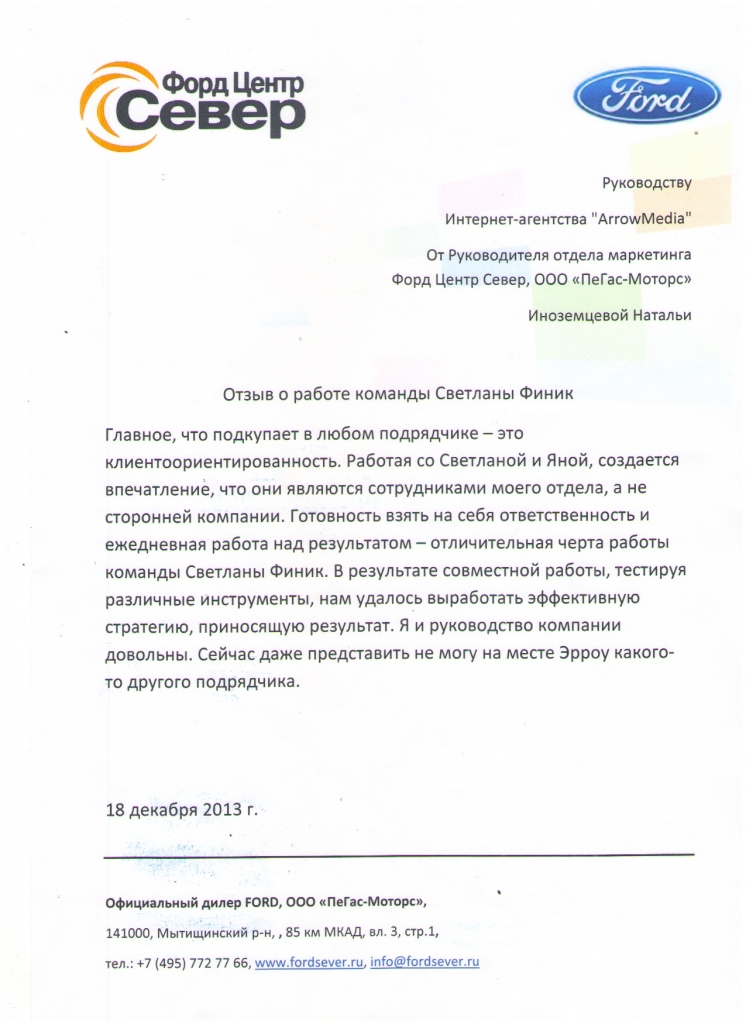 Форд Центр
Север
Ford
Руководству
Интернет-агентства "ArrowMedia"
От Руководителя отдела маркетинга
Форд Центр Север, ООО «ПеГас-Моторс»
Иноземцевой Натальи
Отзыв о работе команды Светланы Финик
Главное, что подкупает в любом подрядчике – это
клиентоориентированность. Работая со Светланой и Яной, создается
впечатление, что они являются сотрудниками моего отдела, а не
сторонней компании. Готовность взять на себя ответственность и
ежедневная работа над результатом – отличительная черта работы
команды Светланы Финик. В результате совместной работы, тестируя
различные инструменты, нам удалось выработать эффективную
стратегию, приносящую результат. Я и руководство компании
довольны. Сейчас даже представить не могу на месте Эрроу какого-
то другого подрядчика.
18 декабря 2013 г.
Официальный дилер FORD, ООО «ПеГас-Моторс»,
141000, Мытищинский р-н, , 85 км МКАД, вл. 3, стр.1,
тел.: +7 (495) 772 77 66, www.fordsever.ru, info@fordsever.ru